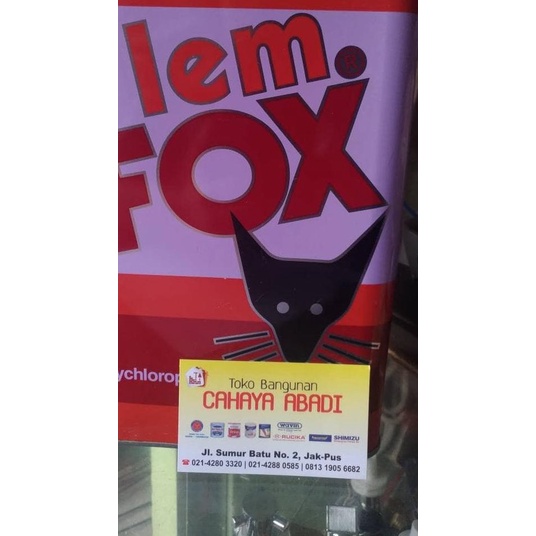 lem.
FOX
ychlorop
Toko Bangunan
CAHAYA ABADI
wavin
RUCIKA
SHIMIZU
Jl. Sumur Batu No. 2, Jak-Pus
021-4280 3320 | 021-4288 0585 | 0813 1905 6682